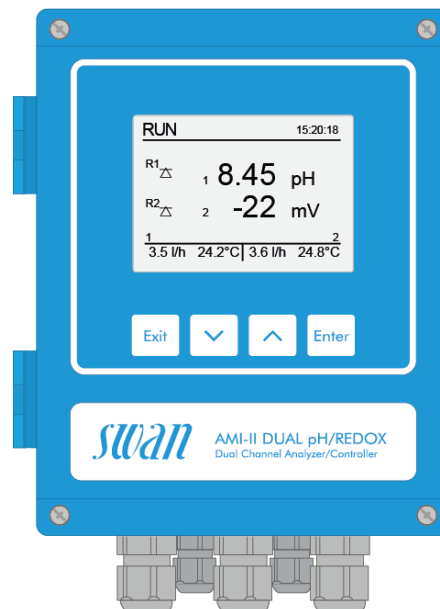 RUN 15:20:18
R1 1 8.45 pH
R2 2 -22 mV
1 2
3.5 l/h 24.2°C 3.6 l/h 24.8°C
Exit Enter
swan AMI-II DUAL pH/REDOX
Dual Channel Analyzer/Controller